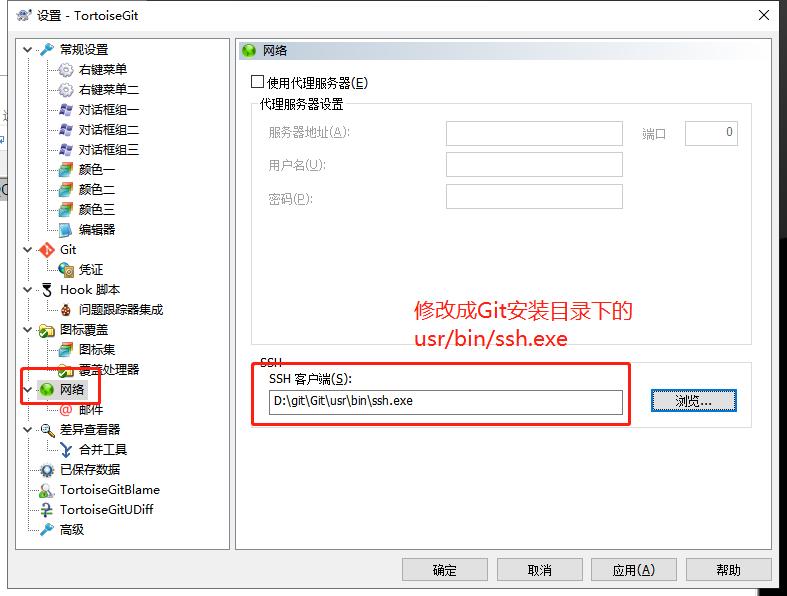 设置 - TortoiseGit
常规设置
右键菜单
右键菜单二
对话框组一
对话框组二
对话框组三
颜色一
颜色二
颜色三
编辑器
Git
凭证
Hook 脚本
问题跟踪器集成
图标覆盖
图标集
覆盖处理器
网络
邮件
差异查看器
合并工具
已保存数据
TortoiseGitBlame
TortoiseGitUDiff
高级
网络
使用代理服务器(E)
代理服务器设置
服务器地址(A):
端口
0
用户名(U):
密码(P):
修改成Git安装目录下的
usr/bin/ssh.exe
SSH
SSH 客户端(S):
D:\git\Git\usr\bin\ssh.exe
浏览...
确定
取消
应用(A)
帮助